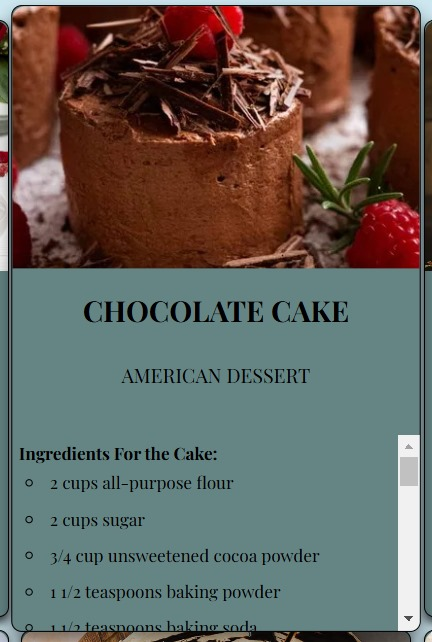 CHOCOLATE CAKE
AMERICAN DESSERT
Ingredients For the Cake:
2 cups all-purpose flour
2 cups sugar
3/4 cup unsweetened cocoa powder
1 1/2 teaspoons baking powder
1 1/2 teaspoons baking soda